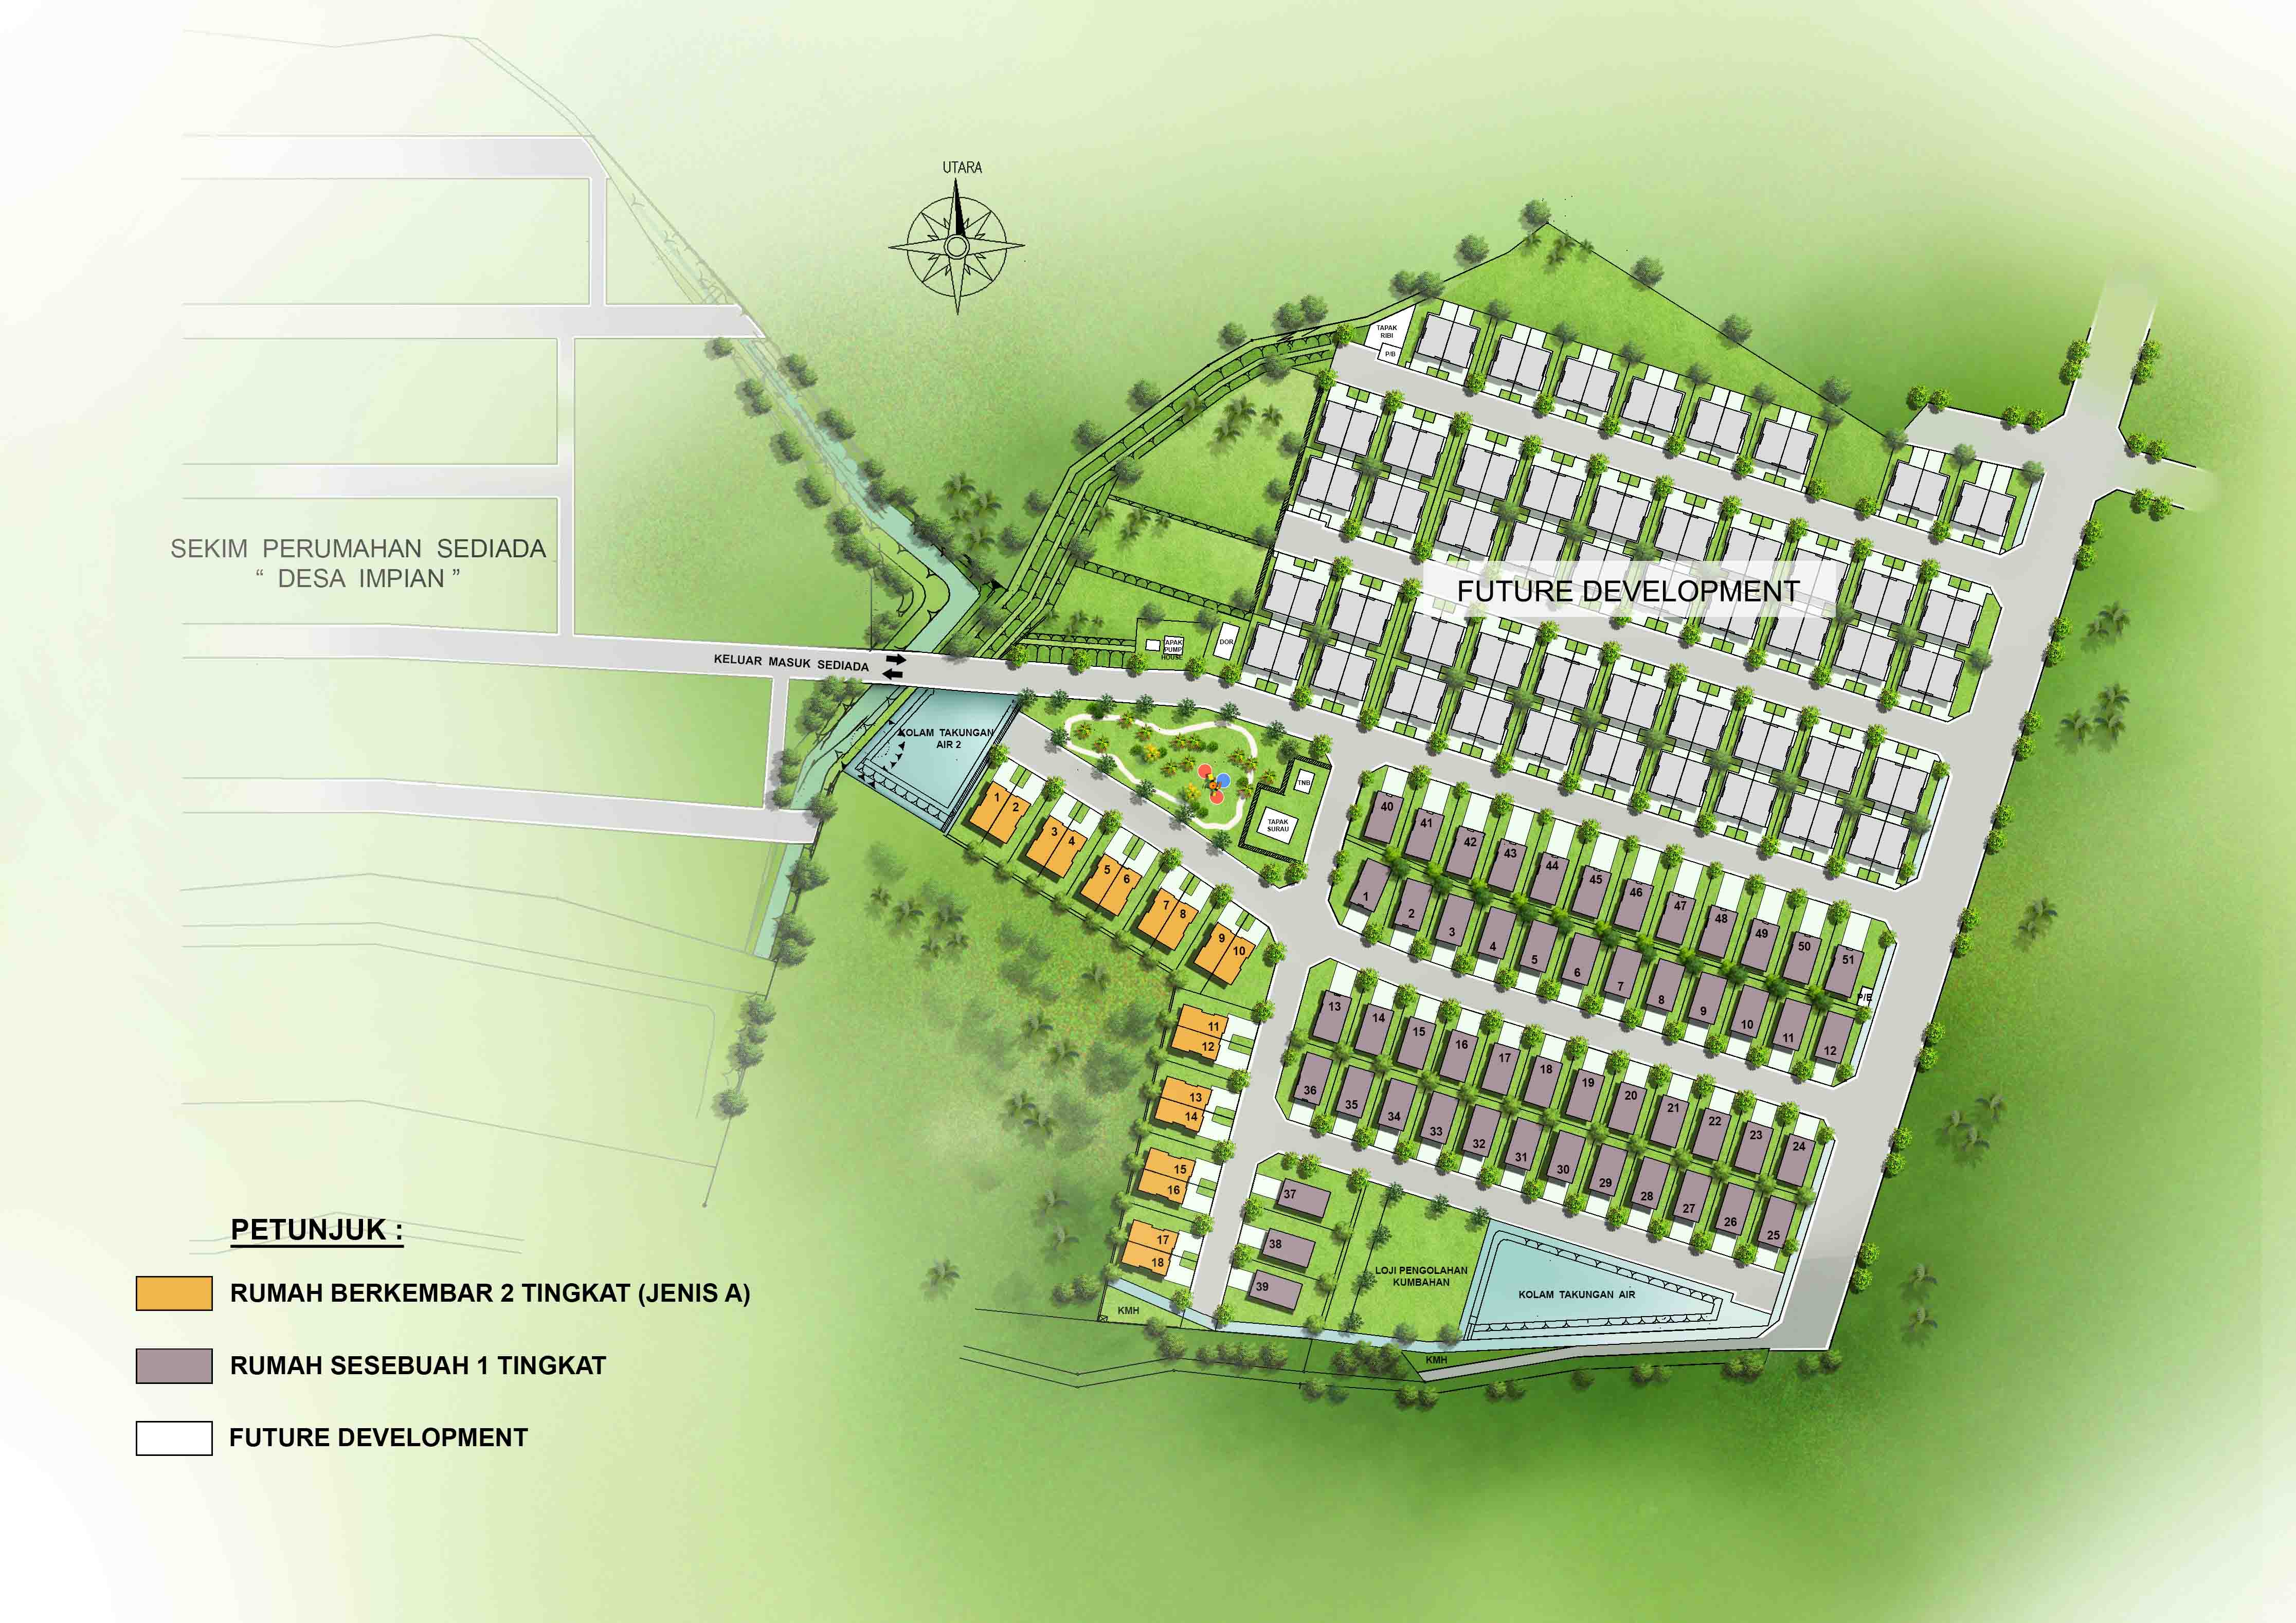 UTARA
TAPAK
RIBI
P/B
SEKIM PERUMAHAN SEDIADA
“ DESA IMPIAN ”
FUTURE DEVELOPMENT
KELUAR MASUK SEDIADA
APAK
PUMP
HOUSE
DOR
KOLAM TAKUNGAN
AIR 2
TNB
TAPAK
SURAU
1 2
3 4
5 6
7 8
9 10
11
12
13
14
15
16
17
18
40 41 42 43 44 45 46 47 48 49 50 51
P/E
1 2 3 4 5 6 7 8 9 10 11 12
13 14 15 16 17 18 19 20 21 22 23 24
36 35 34 33 32 31 30 29 28 27 26 25
37
38
39
LOJI PENGOLAHAN
KUMBAHAN
KOLAM TAKUNGAN AIR
KMH
KMH
PETUNJUK :
RUMAH BERKEMBAR 2 TINGKAT (JENIS A)
RUMAH SESEBUAH 1 TINGKAT
FUTURE DEVELOPMENT